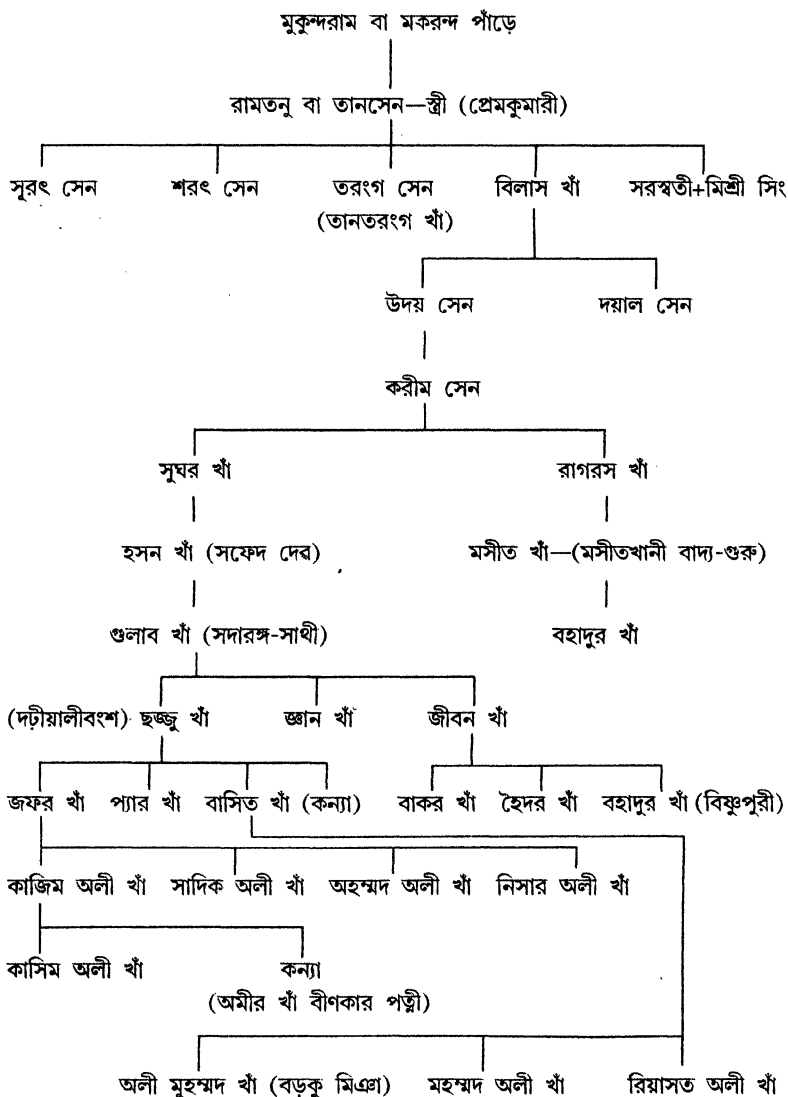 মুকুন্দরাম বা মকরন্দ পাঁড়ে
রামতনু বা তানসেন—স্ত্রী (প্রেমকুমারী)
সূরৎ সেন শরৎ সেন তরংগ সেন বিলাস খাঁ সরস্বতী+মিশ্রী সিং
(তানতরংগ খাঁ)
উদয় সেন দয়াল সেন
করীম সেন
সুঘর খাঁ রাগরস খাঁ
হসন খাঁ (সফেদ দেৱ) মসীত খাঁ—(মসীতখানী বাদ্য-গুরু)
গুলাব খাঁ (সদারঙ্গ-সাথী) বহাদুর খাঁ
(দঢ়ীয়ালীবংশ) ছজ্জু খাঁ জ্ঞান খাঁ জীবন খাঁ
জফর খাঁ প্যার খাঁ বাসিত খাঁ (কন্যা) বাকর খাঁ হৈদর খাঁ বহাদুর খাঁ (বিষ্ণুপুরী)
কাজিম অলী খাঁ সাদিক অলী খাঁ অহম্মদ অলী খাঁ নিসার অলী খাঁ
কাসিম অলী খাঁ কন্যা
(অমীর খাঁ বীণকার পত্নী)
অলী মুহম্মদ খাঁ (বড়কু মিঞা) মহম্মদ অলী খাঁ রিয়াসত অলী খাঁ